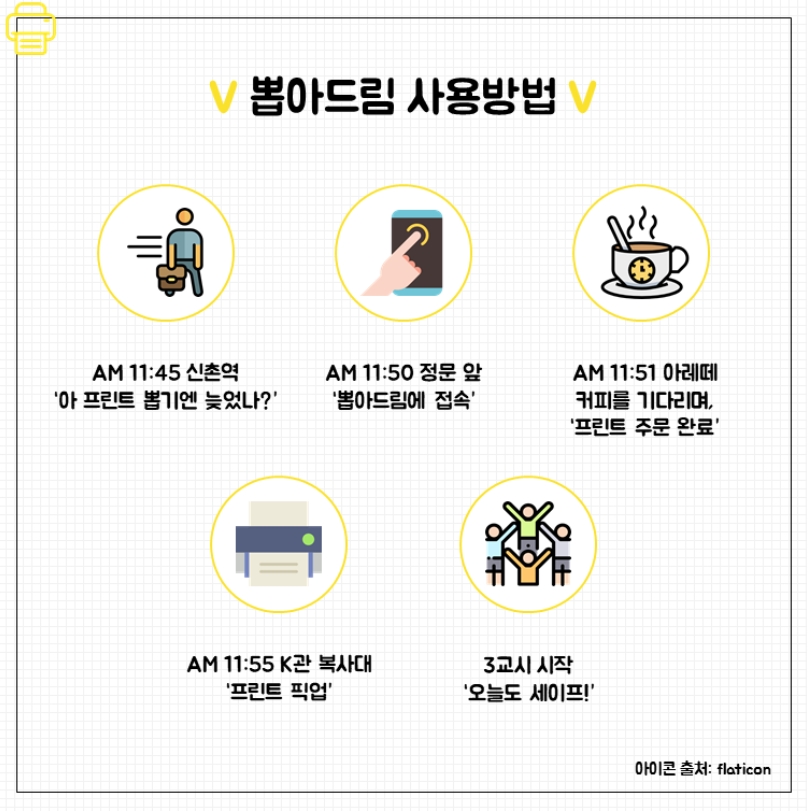 V 뽑아드림 사용방법 V
AM 11:45 신촌역
'아 프린트 뽑기엔 늦었나?'
AM 11:50 정문 앞
'뽑아드림에 접속'
AM 11:51 아레떼
커피를 기다리며,
'프린트 주문 완료'
AM 11:55 K관 복사대
'프린트 픽업'
3교시 시작
'오늘도 세이프!'
아이콘 출처: flaticon